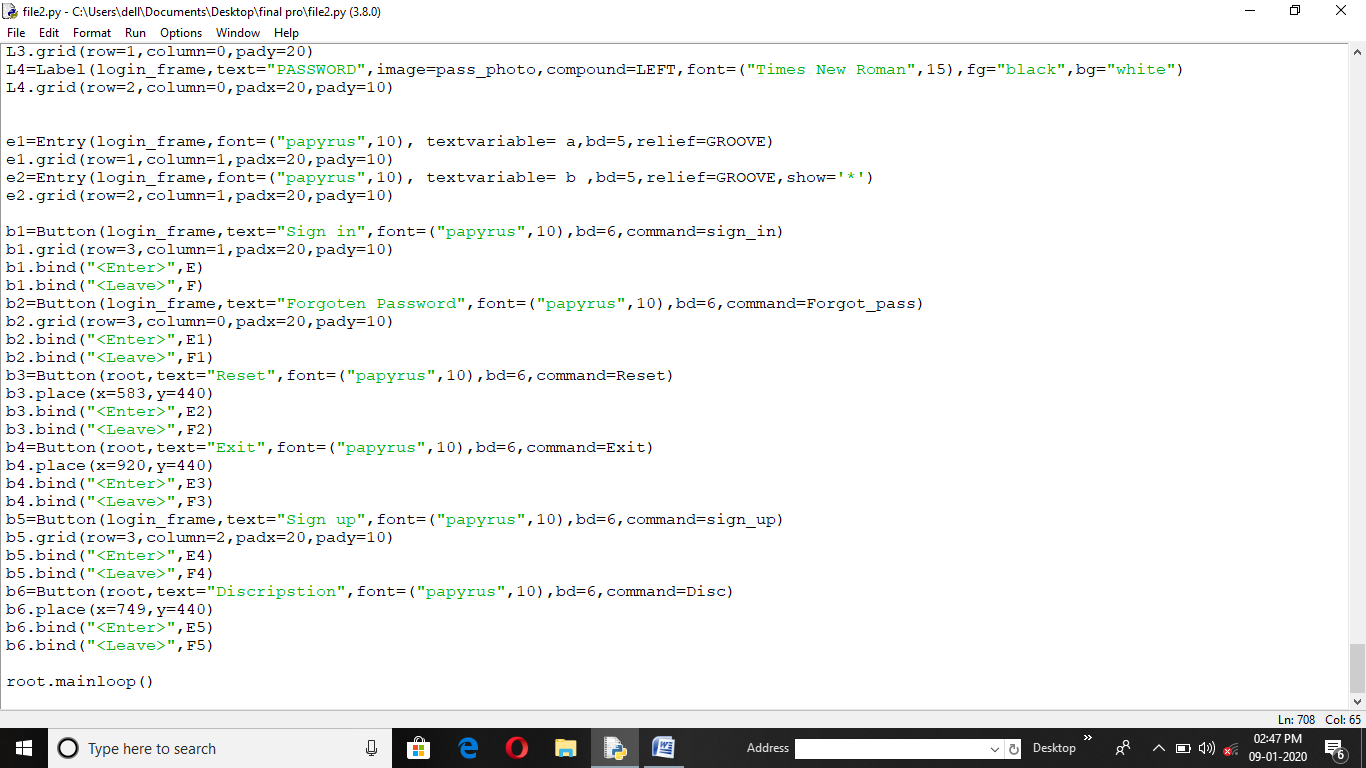 file2.py - C:\Users\dell\Documents\Desktop\final pro\file2.py (3.8.0)
File Edit Format Run Options Window Help
L3.grid(row=1,column=0,pady=20)
L4=Label(login_frame,text="PASSWORD",image=pass_photo,compound=LEFT,font=("Times New Roman",15),fg="black",bg="white")
L4.grid(row=2,column=0,padx=20,pady=10)
e1=Entry(login_frame,font=("papyrus",10), textvariable= a,bd=5,relief=GROOVE)
e1.grid(row=1,column=1,padx=20,pady=10)
e2=Entry(login_frame,font=("papyrus",10), textvariable= b ,bd=5,relief=GROOVE,show='*')
e2.grid(row=2,column=1,padx=20,pady=10)
b1=Button(login_frame,text="Sign in",font=("papyrus",10),bd=6,command=sign_in)
b1.grid(row=3,column=1,padx=20,pady=10)
b1.bind("<Enter>",E)
b1.bind("<Leave>",F)
b2=Button(login_frame,text="Forgoten Password",font=("papyrus",10),bd=6,command=Forgot_pass)
b2.grid(row=3,column=0,padx=20,pady=10)
b2.bind("<Enter>",E1)
b2.bind("<Leave>",F1)
b3=Button(root,text="Reset",font=("papyrus",10),bd=6,command=Reset)
b3.place(x=583,y=440)
b3.bind("<Enter>",E2)
b3.bind("<Leave>",F2)
b4=Button(root,text="Exit",font=("papyrus",10),bd=6,command=Exit)
b4.place(x=920,y=440)
b4.bind("<Enter>",E3)
b4.bind("<Leave>",F3)
b5=Button(login_frame,text="Sign up",font=("papyrus",10),bd=6,command=sign_up)
b5.grid(row=3,column=2,padx=20,pady=10)
b5.bind("<Enter>",E4)
b5.bind("<Leave>",F4)
b6=Button(root,text="Discripstion",font=("papyrus",10),bd=6,command=Disc)
b6.place(x=749,y=440)
b6.bind("<Enter>",E5)
b6.bind("<Leave>",F5)
root.mainloop()
Ln: 708 Col: 65
Type here to search
Address
Desktop
02:47 PM
09-01-2020
6